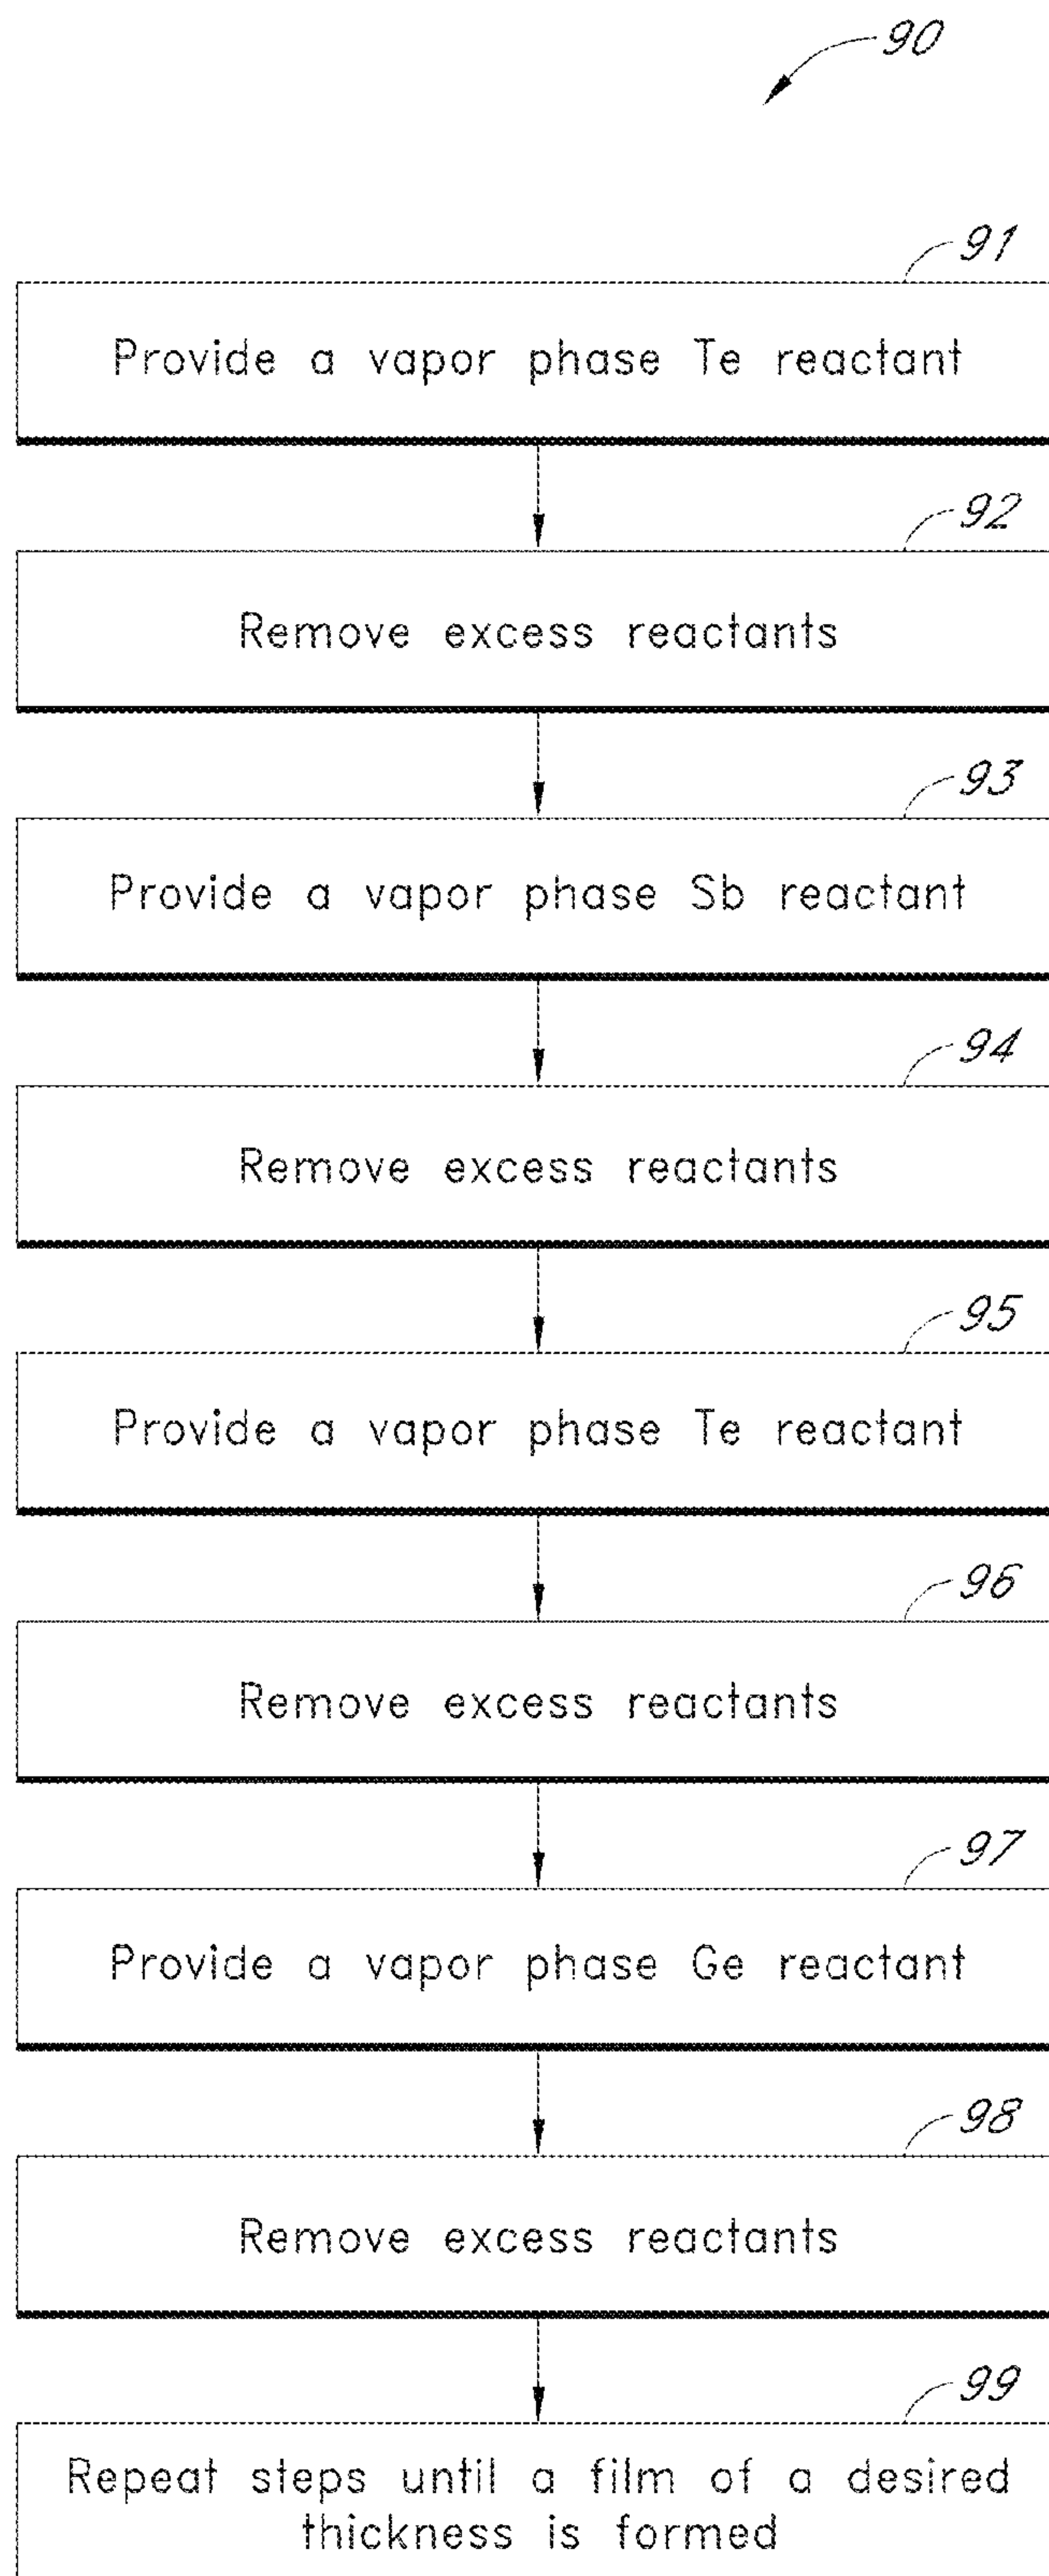 90
91
Provide a vapor phase Te reactant
92
Remove excess reactants
93
Provide a vapor phase Sb reactant
94
Remove excess reactants
95
Provide a vapor phase Te reactant
96
Remove excess reactants
97
Provide a vapor phase Ge reactant
98
Remove excess reactants
99
Repeat steps until a film of a desired
thickness is formed